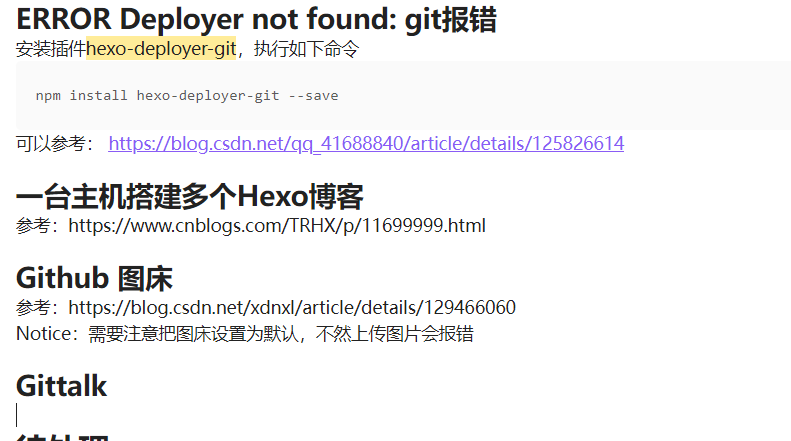 ERROR Deployer not found: git报错
安装插件hexo-deployer-git，执行如下命令
npm install hexo-deployer-git --save
可以参考： https://blog.csdn.net/qq_41688840/article/details/125826614
一台主机搭建多个Hexo博客
参考：https://www.cnblogs.com/TRHX/p/11699999.html
Github 图床
参考：https://blog.csdn.net/xdnxl/article/details/129466060
Notice：需要注意把图床设置为默认，不然上传图片会报错
Gittalk